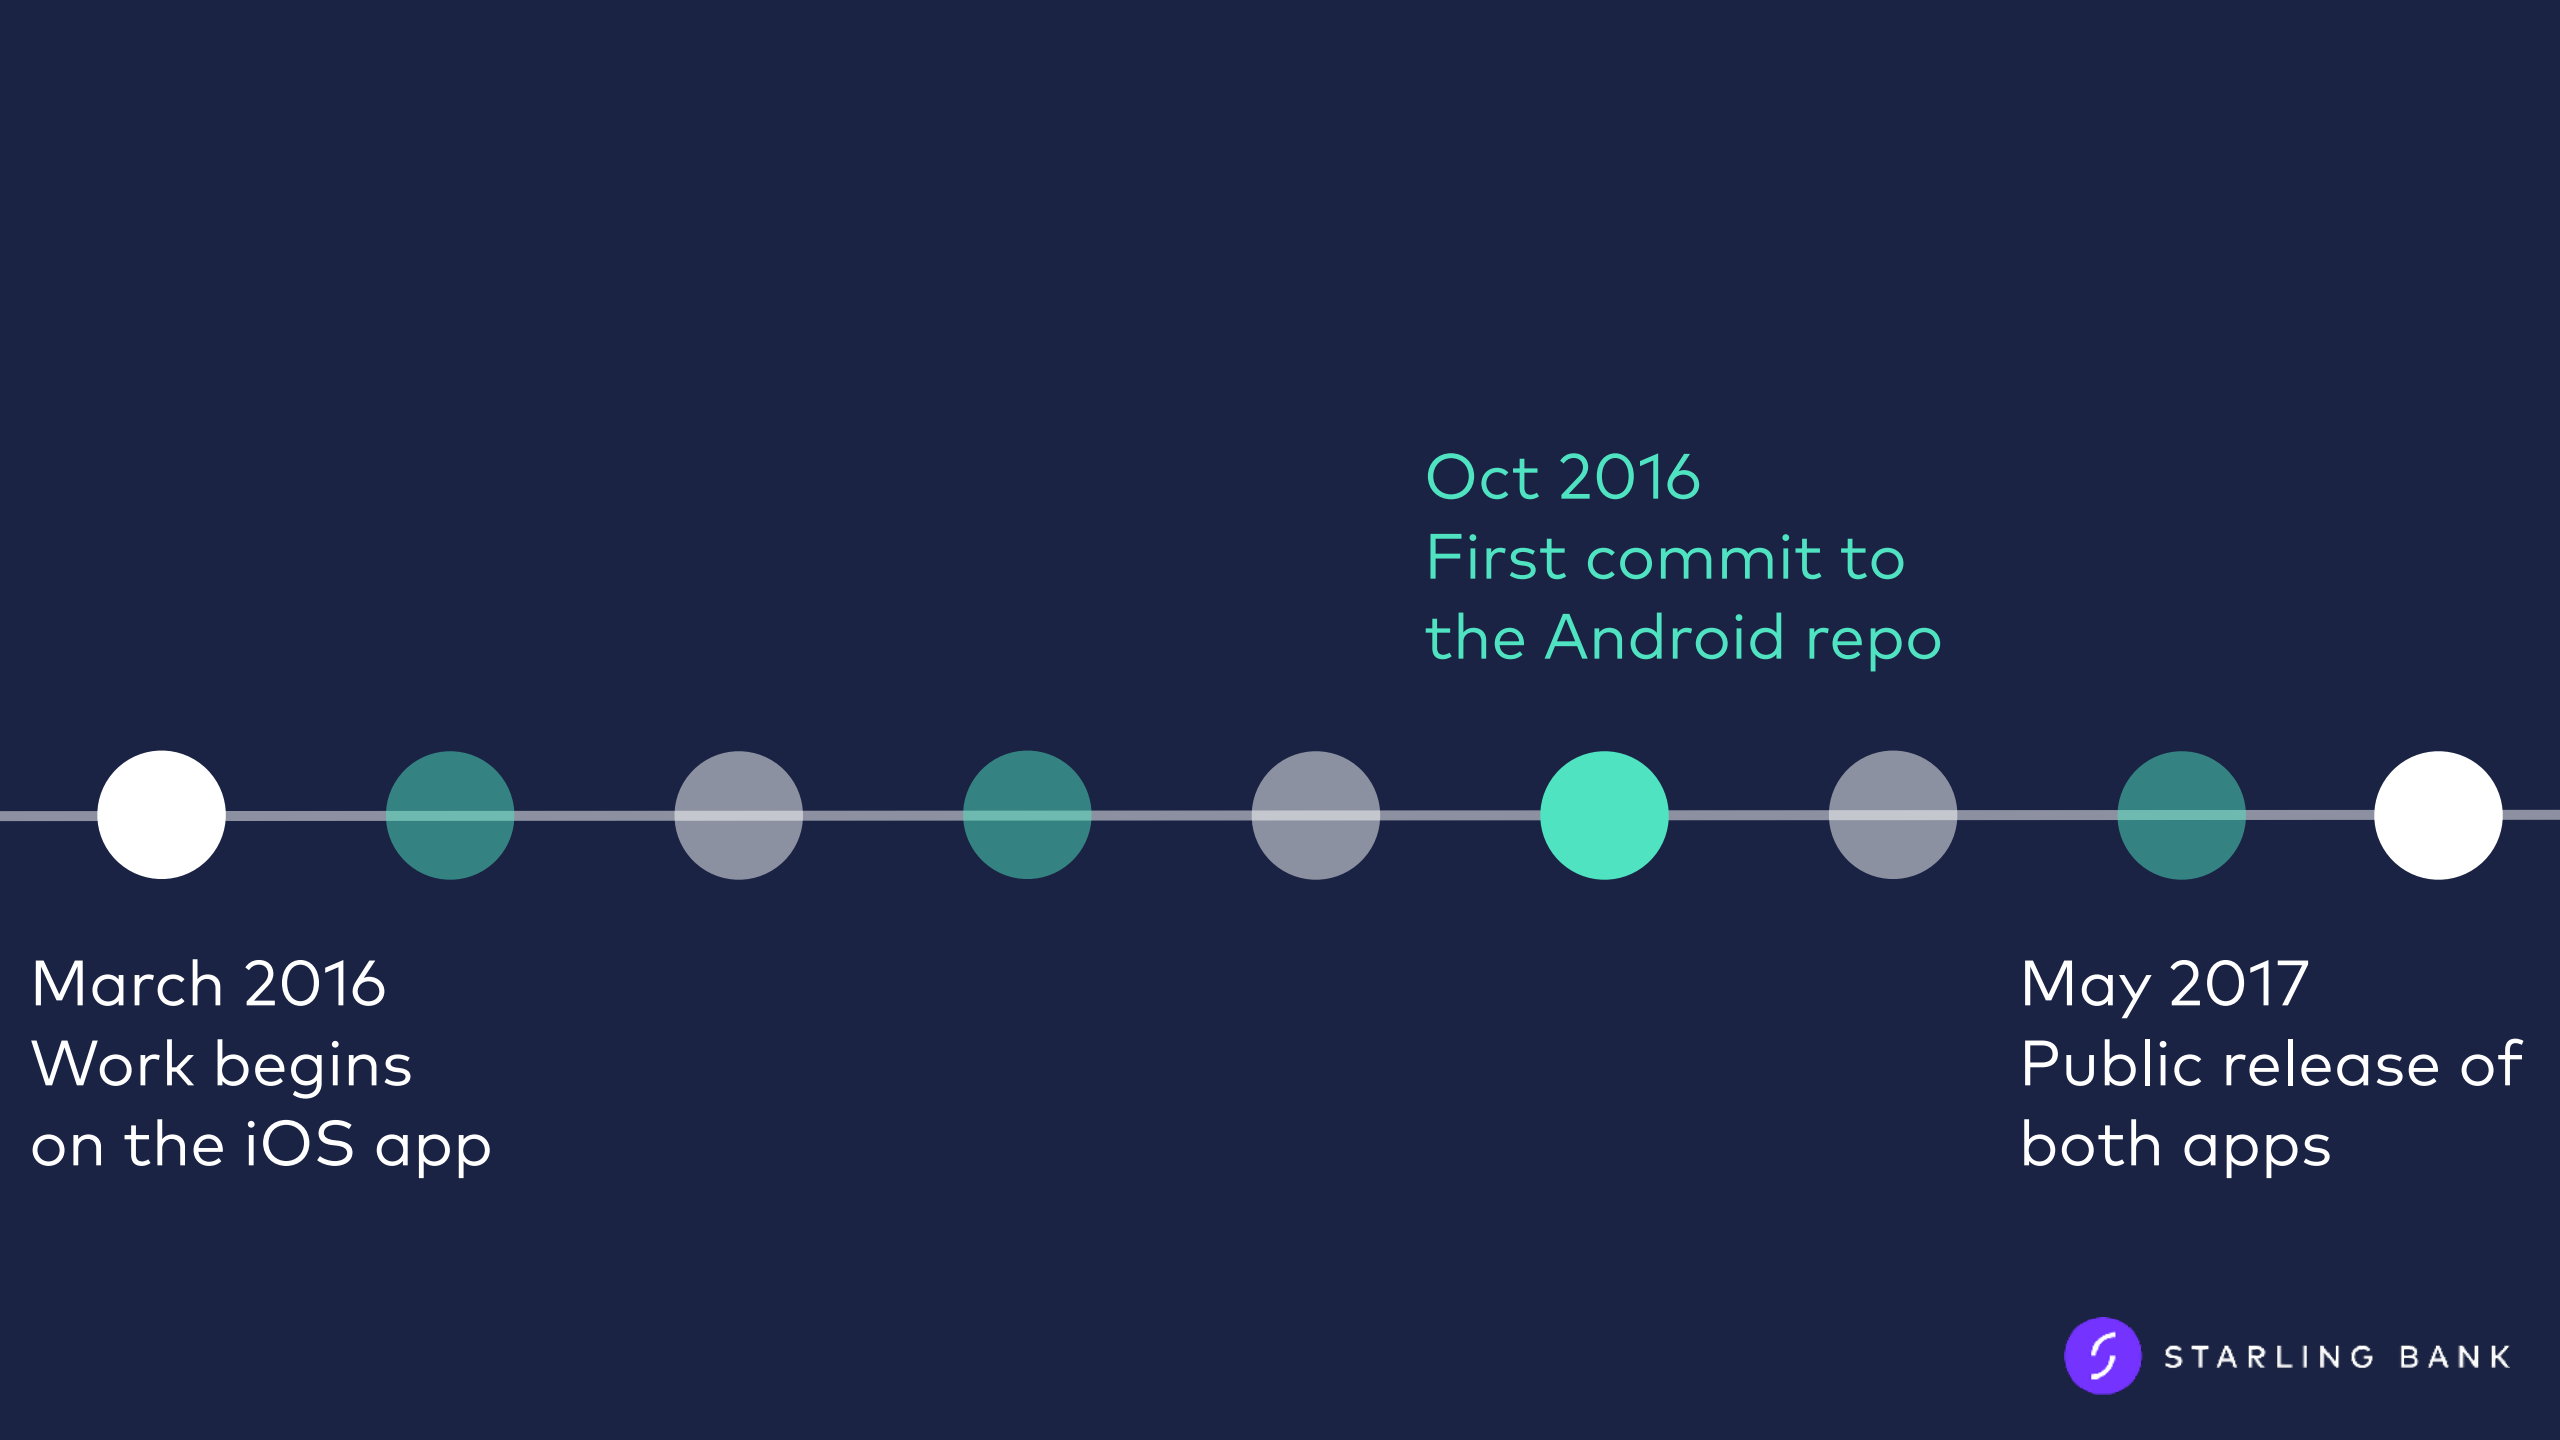 Oct 2016
First commit to
the Android repo
March 2016
Work begins
on the iOS app
May 2017
Public release of
both apps
STARLING BANK